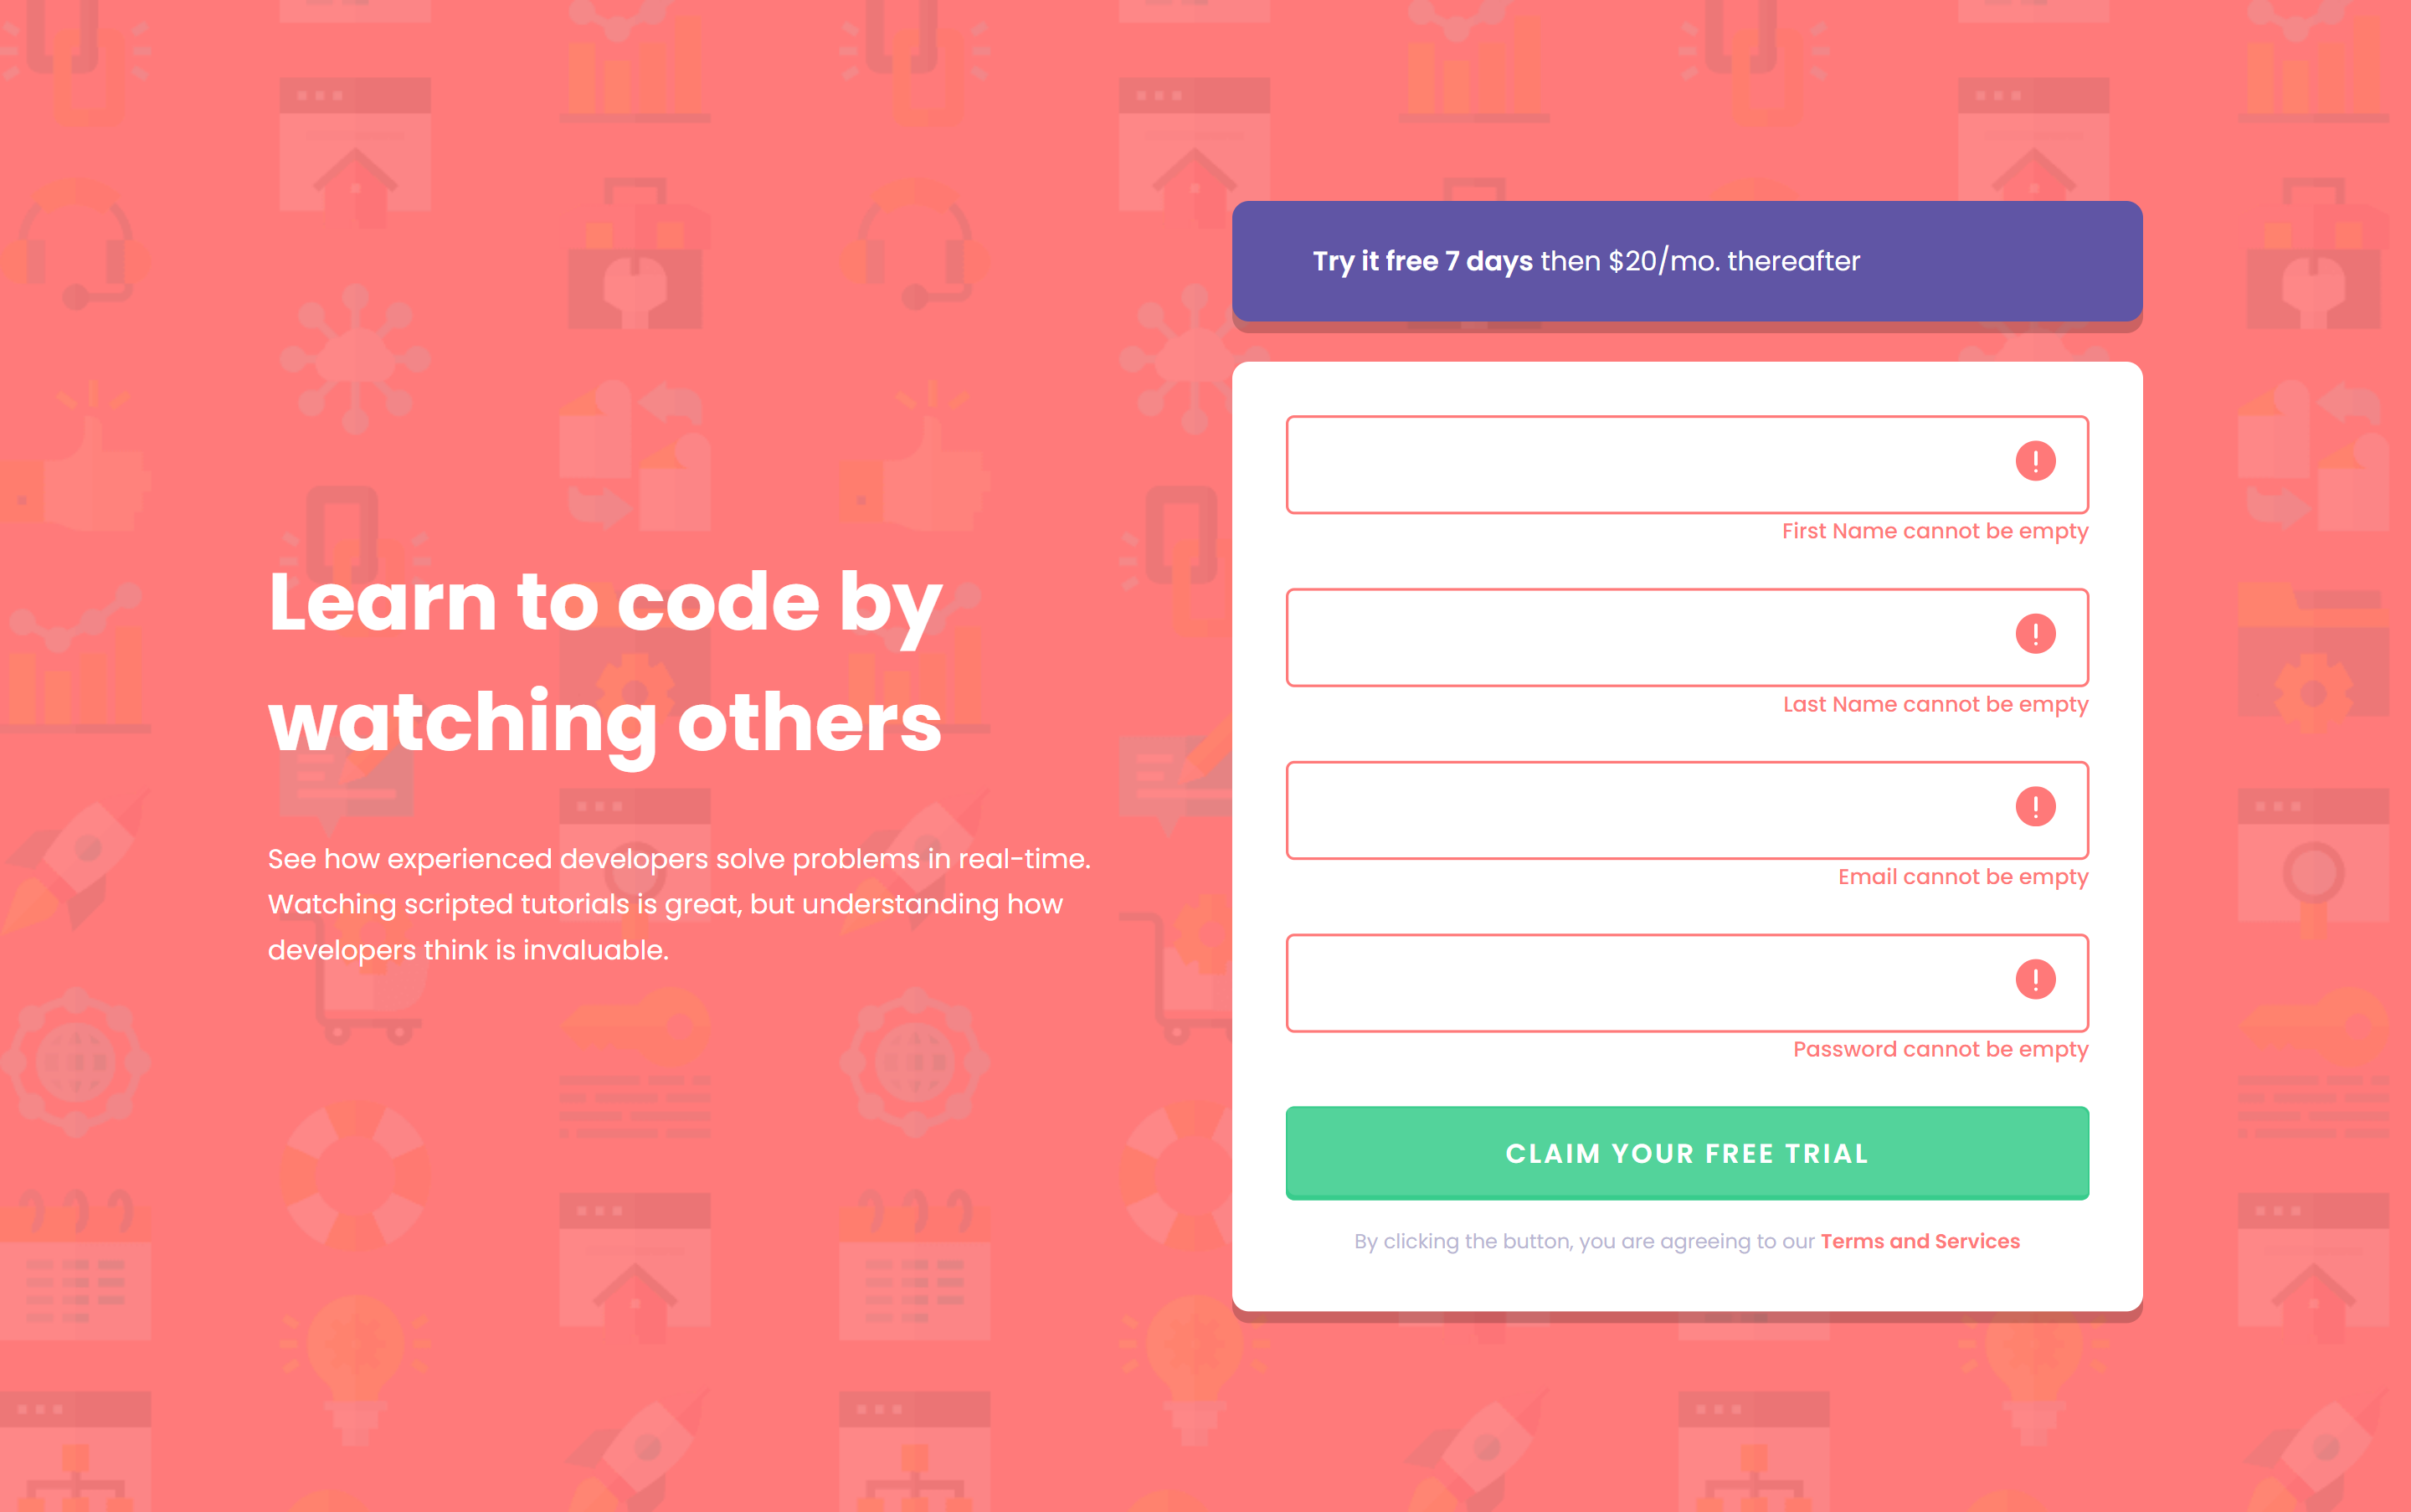 Learn to code by
watching others
See how experienced developers solve problems in real-time.
Watching scripted tutorials is great, but understanding how
developers think is invaluable.
Try it free 7 days then $20/mo. thereafter
First Name cannot be empty
Last Name cannot be empty
Email cannot be empty
Password cannot be empty
CLAIM YOUR FREE TRIAL
By clicking the button, you are agreeing to our Terms and Services